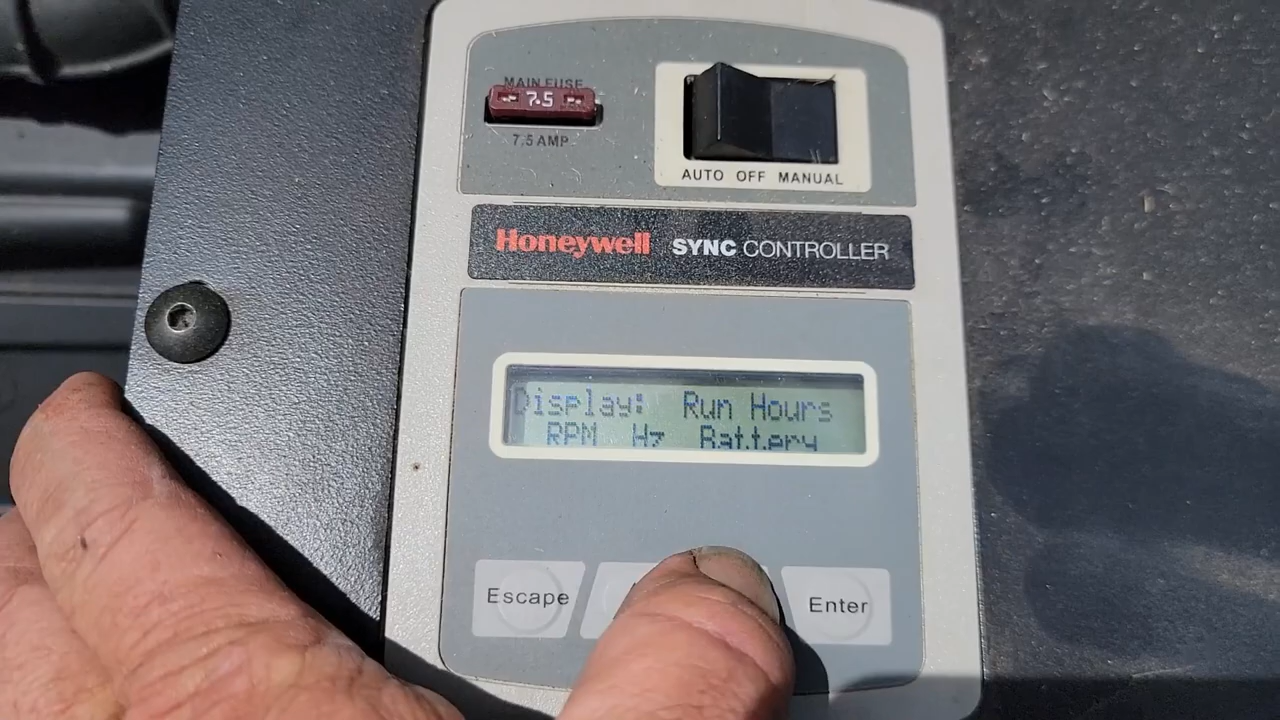 MAIN FUSE
7.5
7.5 AMP
AUTO OFF MANUAL
Honeywell SYNC CONTROLLER
Display: Run Hours
RPM Hz Battery
Escape
Enter